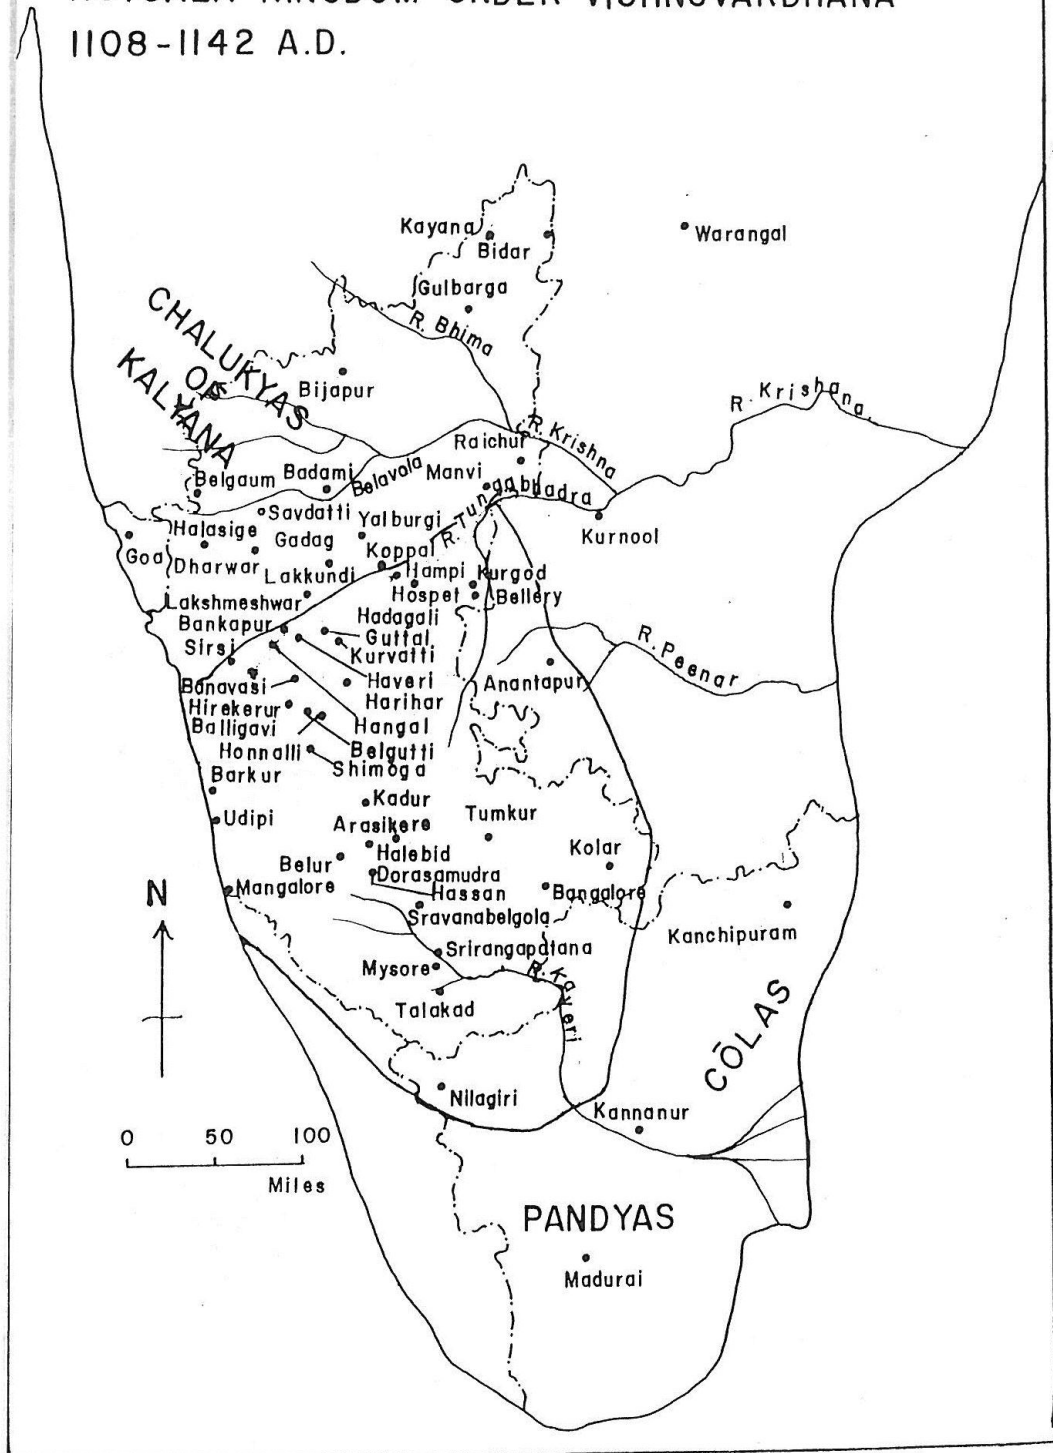 1108-1142 A.D.
Kayana
Bidar
Warangal
Gulbarga
R. Bhima
CHALUKYAS
OF
KALYANA
Bijapur
R. Krishana.
R. Krishna
Raichur
Belgaum
Badami
Belavola
Manvi
R. Tungabhadra
Savdatti
Yalburgi
Halasige
Gadag
Kurnool
Goa
Dharwar
Koppal
Lakkundi
Hampi
Kurgod
Hospet
Bellery
Lakshmeshwar
Hadagali
Bankapur
Guttal
Sirsi
Kurvatti
R. Peenar
Banavasi
Haveri
Anantapur
Hirekerur
Harihar
Balligavi
Hangal
Honnalli
Belgutti
Shimoga
Barkur
Kadur
Udipi
Arasikere
Tumkur
Belur
Halebid
Kolar
Mangalore
Dorasamudra
Hassan
Bangalore
N
Sravanabelgola
Kanchipuram
Srirangapatana
Mysore
R. Kaveri
Talakad
CŌLAS
Nilagiri
Kannanur
0 50 100
Miles
PANDYAS
Madurai